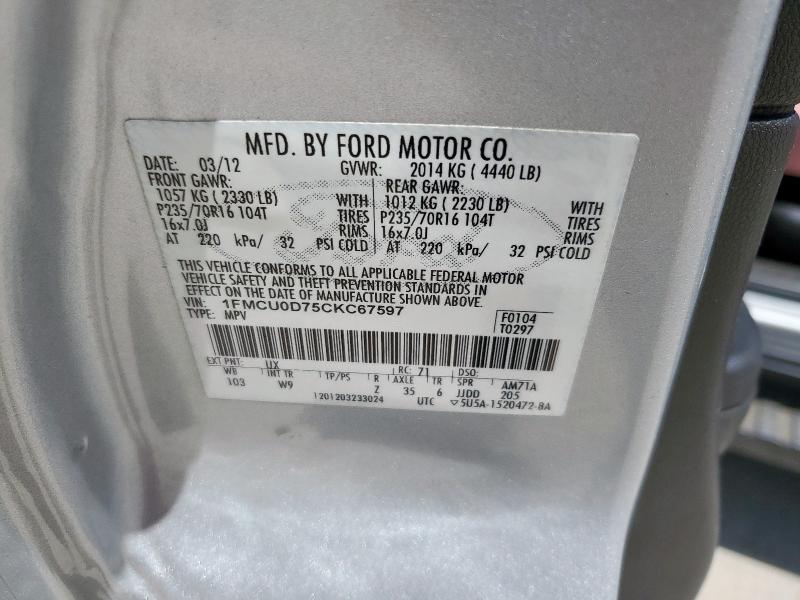 MFD. BY FORD MOTOR CO.
DATE: 03/12 GVWR: 2014 KG ( 4440 LB)
FRONT GAWR: REAR GAWR:
1057 KG ( 2330 LB) WITH 1012 KG ( 2230 LB) WITH
P235/70R16 104T TIRES P235/70R16 104T TIRES
16x7.0J RIMS 16x7.0J RIMS
AT 220 kPa/ 32 PSI COLD AT 220 kPa/ 32 PSI COLD
THIS VEHICLE CONFORMS TO ALL APPLICABLE FEDERAL MOTOR
VEHICLE SAFETY AND THEFT PREVENTION STANDARDS IN
EFFECT ON THE DATE OF MANUFACTURE SHOWN ABOVE.
VIN: 1FMCU0D75CKC67597 F0104
TYPE: MPV T0297
EXT PNT: UX RC: 71 DSO:
WB INT TR TP/PS R AXLE TR SPR AM71A
103 W9 Z 35 6 JJDD 205
1201203233024 UTC ▽5U5A-1520472-BA